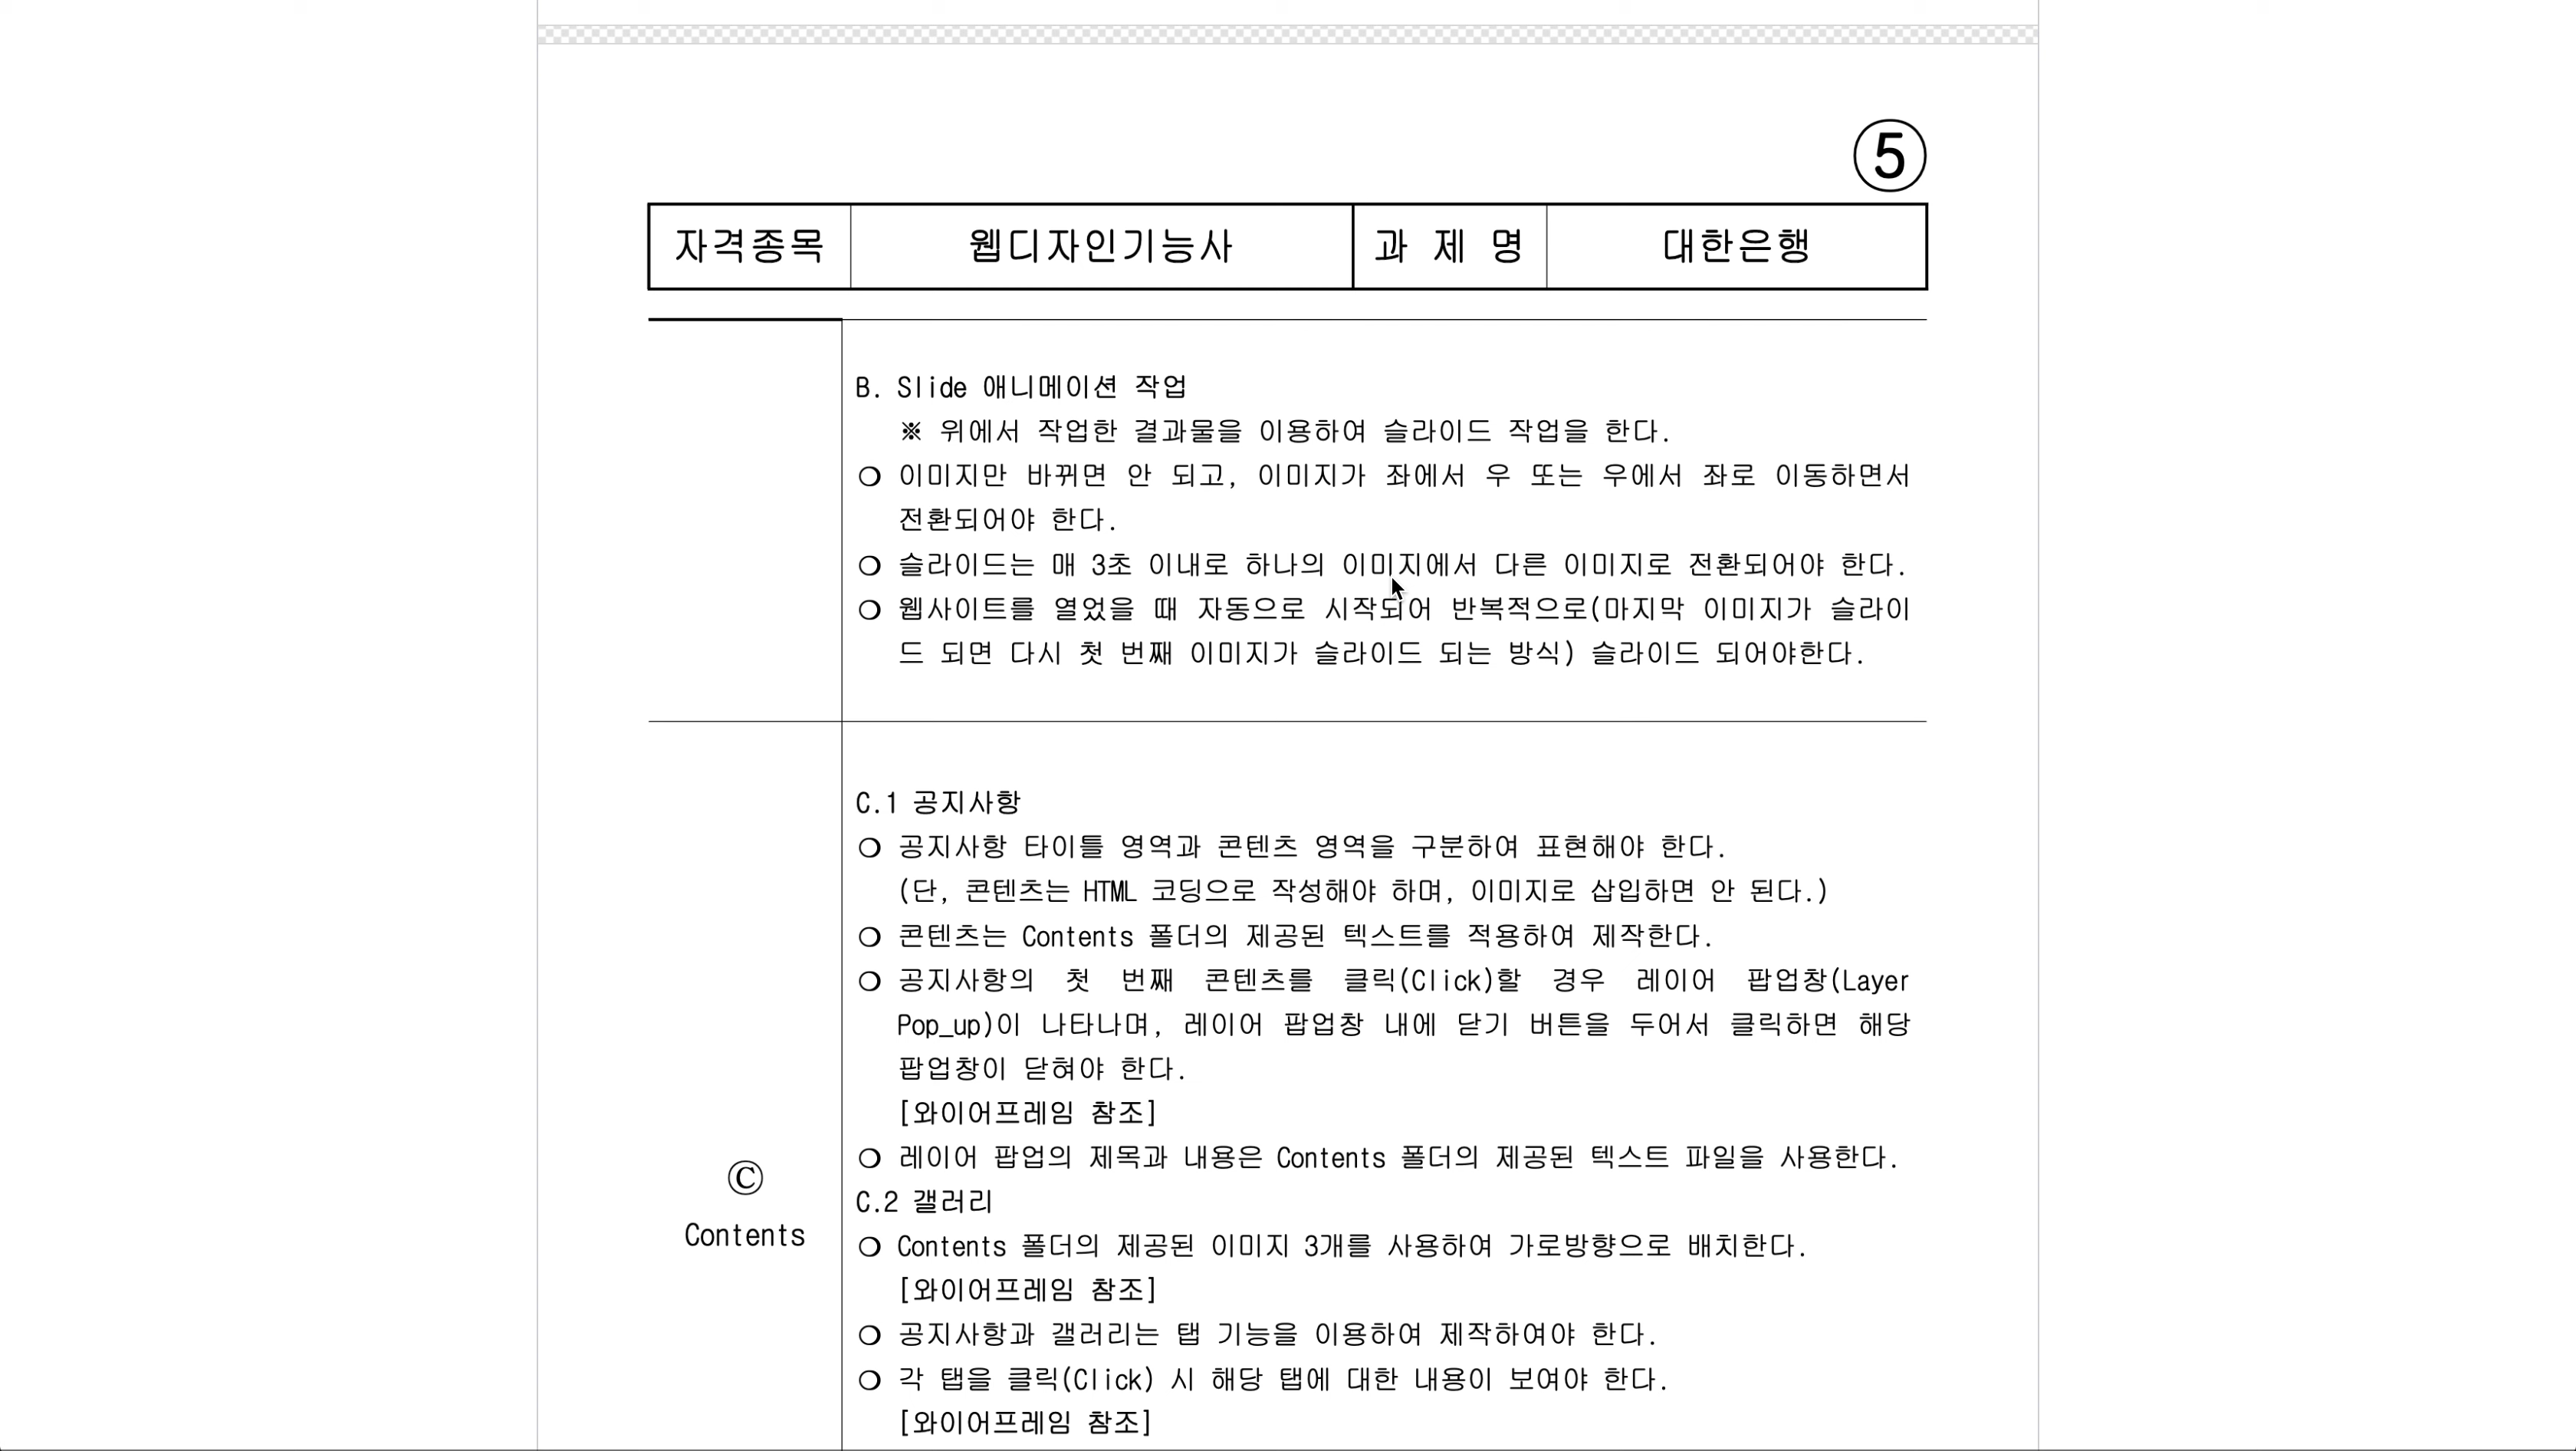 ⑤
자격종목 웹디자인기능사 과 제 명 대한은행
B. Slide 애니메이션 작업
※ 위에서 작업한 결과물을 이용하여 슬라이드 작업을 한다.
❍ 이미지만 바뀌면 안 되고, 이미지가 좌에서 우 또는 우에서 좌로 이동하면서
전환되어야 한다.
❍ 슬라이드는 매 3초 이내로 하나의 이미지에서 다른 이미지로 전환되어야 한다.
❍ 웹사이트를 열었을 때 자동으로 시작되어 반복적으로(마지막 이미지가 슬라이
드 되면 다시 첫 번째 이미지가 슬라이드 되는 방식) 슬라이드 되어야한다.
C.1 공지사항
❍ 공지사항 타이틀 영역과 콘텐츠 영역을 구분하여 표현해야 한다.
(단, 콘텐츠는 HTML 코딩으로 작성해야 하며, 이미지로 삽입하면 안 된다.)
❍ 콘텐츠는 Contents 폴더의 제공된 텍스트를 적용하여 제작한다.
❍ 공지사항의 첫 번째 콘텐츠를 클릭(Click)할 경우 레이어 팝업창(Layer
Pop_up)이 나타나며, 레이어 팝업창 내에 닫기 버튼을 두어서 클릭하면 해당
팝업창이 닫혀야 한다.
[와이어프레임 참조]
❍ 레이어 팝업의 제목과 내용은 Contents 폴더의 제공된 텍스트 파일을 사용한다.
C.2 갤러리
❍ Contents 폴더의 제공된 이미지 3개를 사용하여 가로방향으로 배치한다.
[와이어프레임 참조]
❍ 공지사항과 갤러리는 탭 기능을 이용하여 제작하여야 한다.
❍ 각 탭을 클릭(Click) 시 해당 탭에 대한 내용이 보여야 한다.
[와이어프레임 참조]
Ⓒ
Contents